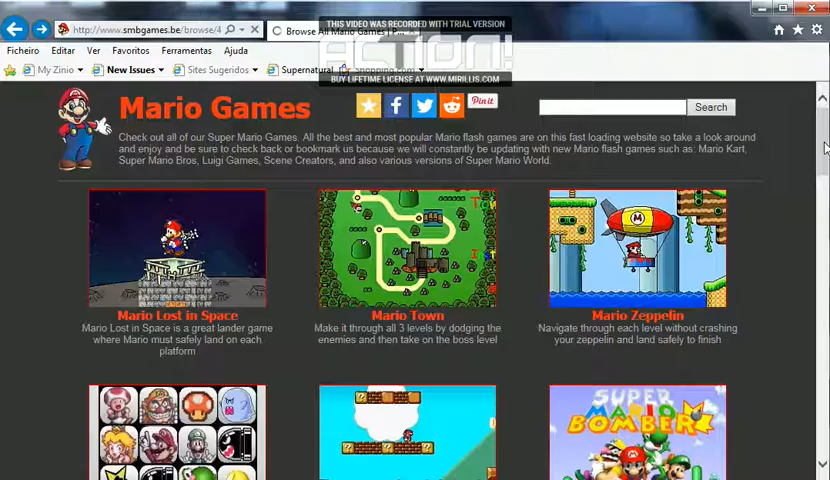 THIS VIDEO WAS RECORDED WITH TRIAL VERSION
ACTION!
BUY LIFETIME LICENSE AT WWW.MIRILLIS.COM
http://www.smbgames.be/browse/4
Browse All Mario Games | P...
Ficheiro Editar Ver Favoritos Ferramentas Ajuda
My Zinio
New Issues
Sites Sugeridos
Supernatural
Shopping.com
Mario Games
Pin it
Search
Check out all of our Super Mario Games. All the best and most popular Mario flash games are on this fast loading website so take a look around
and enjoy and be sure to check back or bookmark us because we will constantly be updating with new Mario flash games such as: Mario Kart,
Super Mario Bros, Luigi Games, Scene Creators, and also various versions of Super Mario World.
Mario Lost in Space
Mario Lost in Space is a great lander game
where Mario must safely land on each
platform
Mario Town
Make it through all 3 levels by dodging the
enemies and then take on the boss level
M
Mario Zeppelin
Navigate through each level without crashing
your zeppelin and land safely to finish
SUPER
MARIO
BOMBER